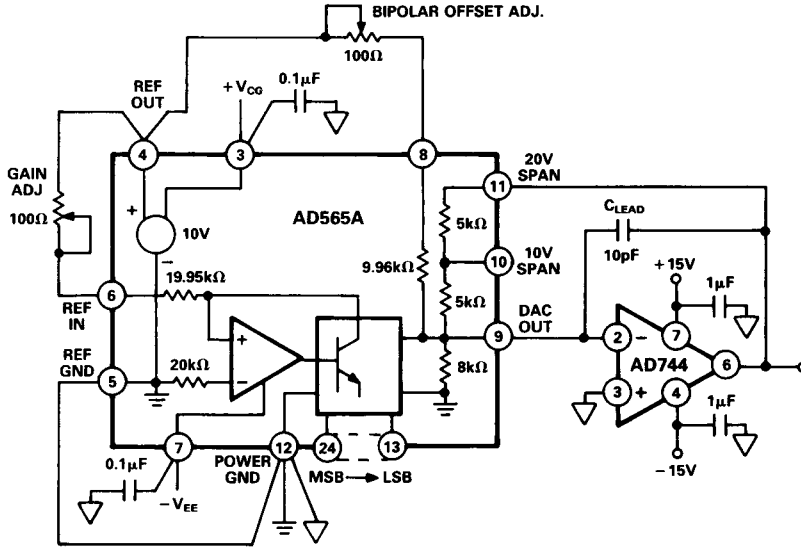 BIPOLAR OFFSET ADJ.
100Ω
REF
OUT
+VCG
0.1μF
4
3
8
20V
SPAN
11
GAIN
ADJ
100Ω
+
10V
–
AD565A
5kΩ
CLEAD
10pF
9.96kΩ
10
10V
SPAN
+15V
1μF
6
19.95kΩ
5kΩ
REF
IN
9
DAC
OUT
2
–
7
AD744
6
+
REF
GND
5
20kΩ
–
8kΩ
3
+
4
1μF
7
12
24
13
0.1μF
–VEE
POWER
GND
MSB → LSB
–15V